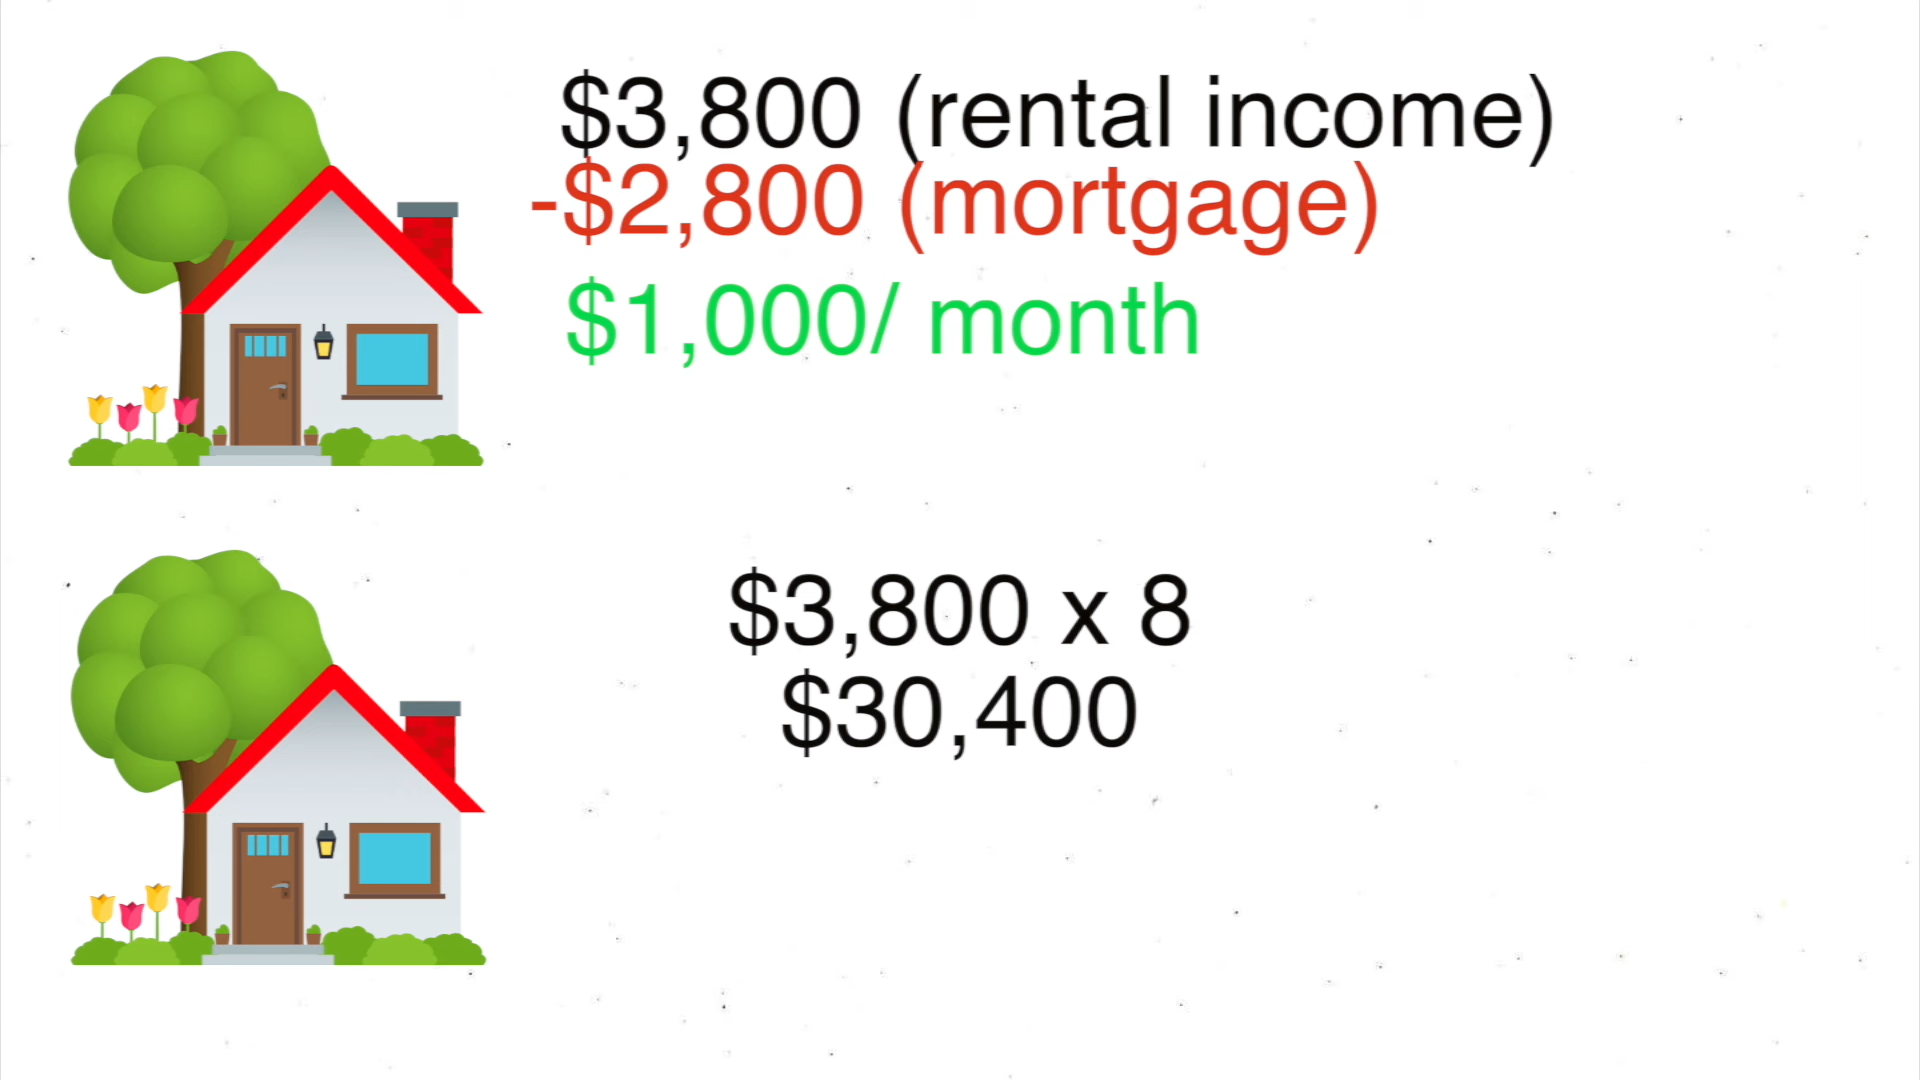 $3,800 (rental income)
-$2,800 (mortgage)
$1,000/ month
$3,800 x 8
$30,400